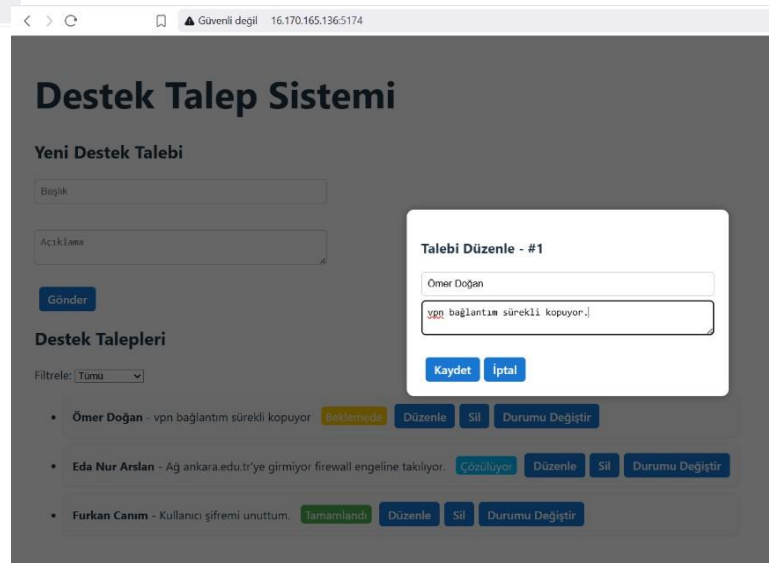 Güvenli değil 16.170.165.136:5174
Destek Talep Sistemi
Yeni Destek Talebi
Başlık
Açıklama
Gönder
Talebi Düzenle - #1
Ömer Doğan
vpn bağlantım sürekli kopuyor.
Kaydet İptal
Destek Talepleri
Filtrele: Tümü
Ömer Doğan - vpn bağlantım sürekli kopuyor Beklemede Düzenle Sil Durumu Değiştir
Eda Nur Arslan - Ağ ankara.edu.tr'ye girmiyor firewall engeline takılıyor. Çözülüyor Düzenle Sil Durumu Değiştir
Furkan Canım - Kullanıcı şifremi unuttum. Tamamlandı Düzenle Sil Durumu Değiştir